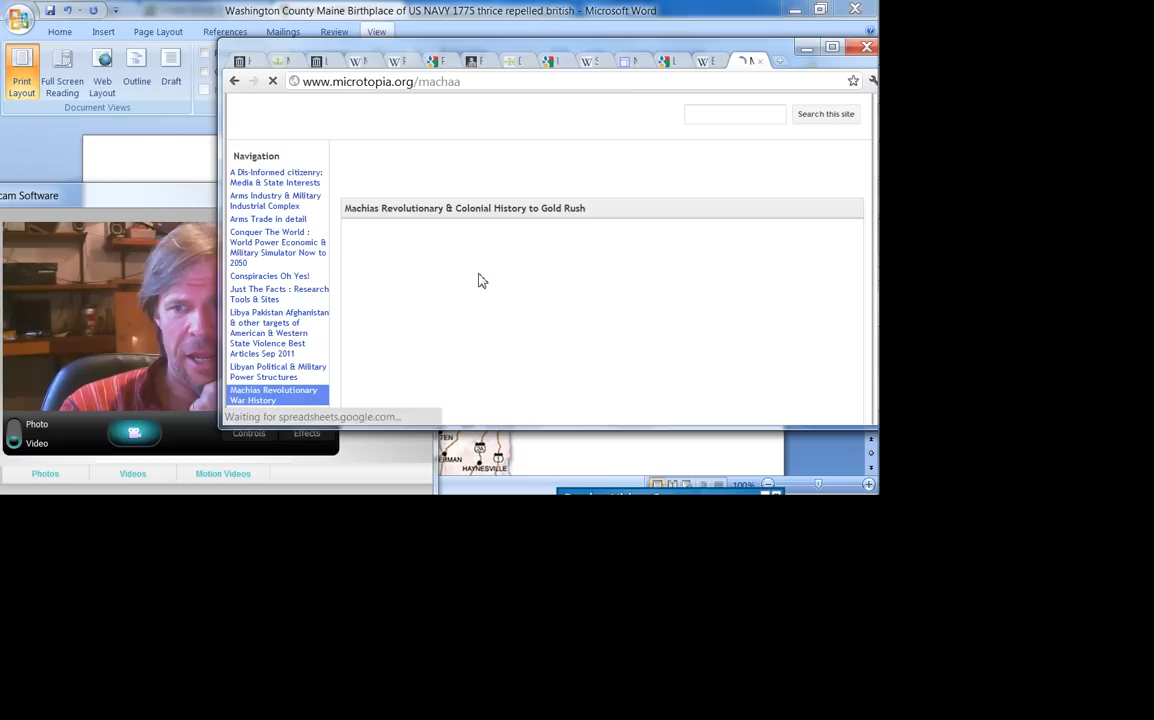 Washington County Maine Birthplace of US NAVY 1775 thrice repelled british - Microsoft Word
Home Insert Page Layout References Mailings Review View
Print Layout
Full Screen Reading
Web Layout
Outline
Draft
Document Views
www.microtopia.org/machaa
Search this site
Navigation
A Dis-Informed citizenry:
Media & State Interests
Arms Industry & Military
Industrial Complex
Arms Trade in detail
Conquer The World :
World Power Economic &
Military Simulator Now to
2050
Conspiracies Oh Yes!
Just The Facts : Research
Tools & Sites
Libya Pakistan Afghanistan
& other targets of
American & Western
State Violence Best
Articles Sep 2011
Libyan Political & Military
Power Structures
Machias Revolutionary
War History
Machias Revolutionary & Colonial History to Gold Rush
Waiting for spreadsheets.google.com...
cam Software
Photo
Video
Controls Effects
Photos Videos Motion Videos
TEN
ERMAN
2A
1
HAYNESVILLE
100%